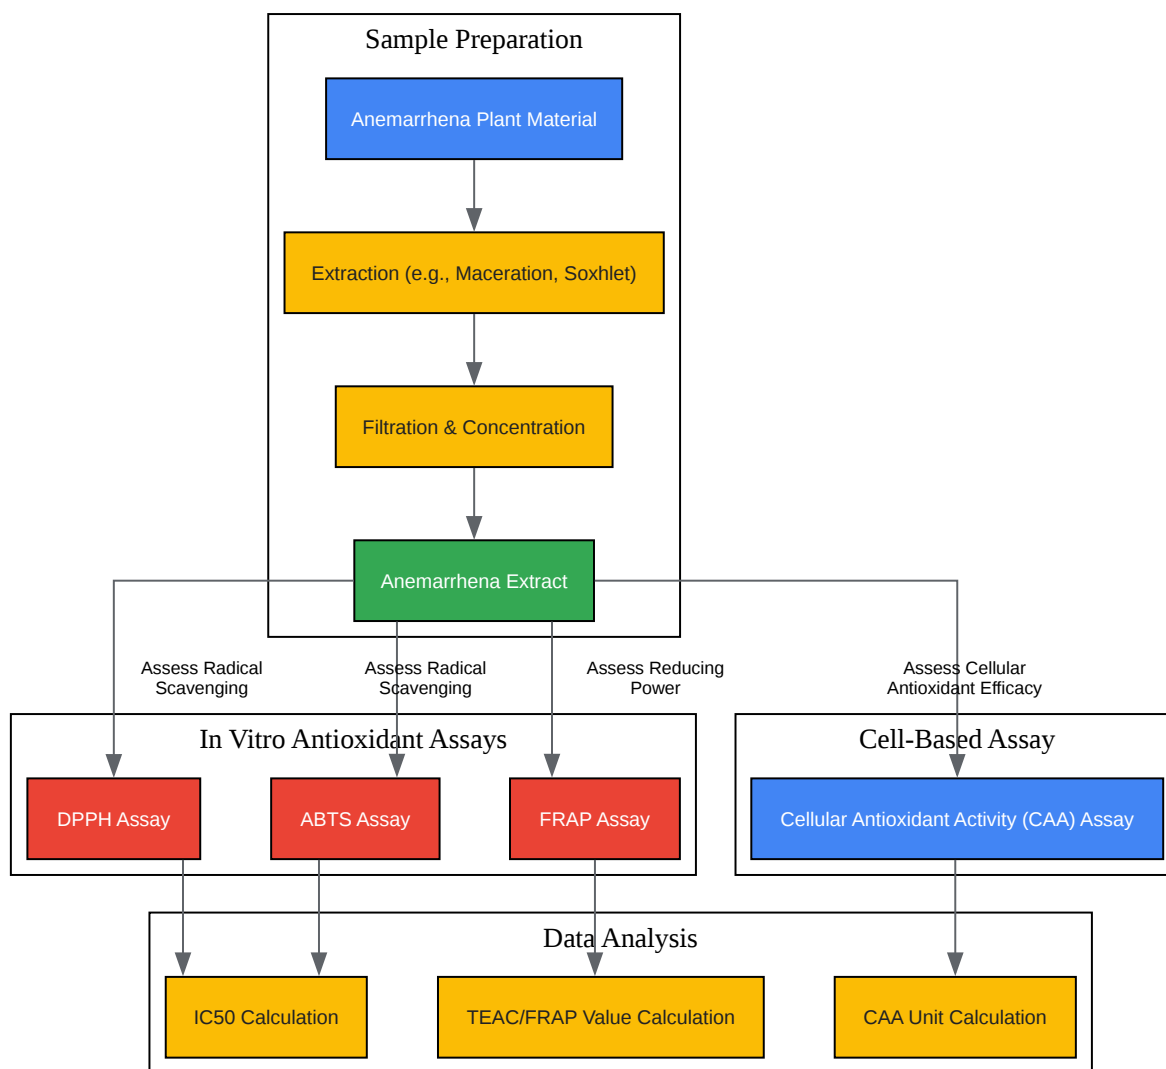 Sample Preparation
Anemarrhena Plant Material
Extraction (e.g., Maceration, Soxhlet)
Filtration & Concentration
Anemarrhena Extract
Assess Radical
Scavenging
Assess Radical
Scavenging
Assess Reducing
Power
Assess Cellular
Antioxidant Efficacy
In Vitro Antioxidant Assays
Cell-Based Assay
DPPH Assay
ABTS Assay
FRAP Assay
Cellular Antioxidant Activity (CAA) Assay
Data Analysis
IC50 Calculation
TEAC/FRAP Value Calculation
CAA Unit Calculation